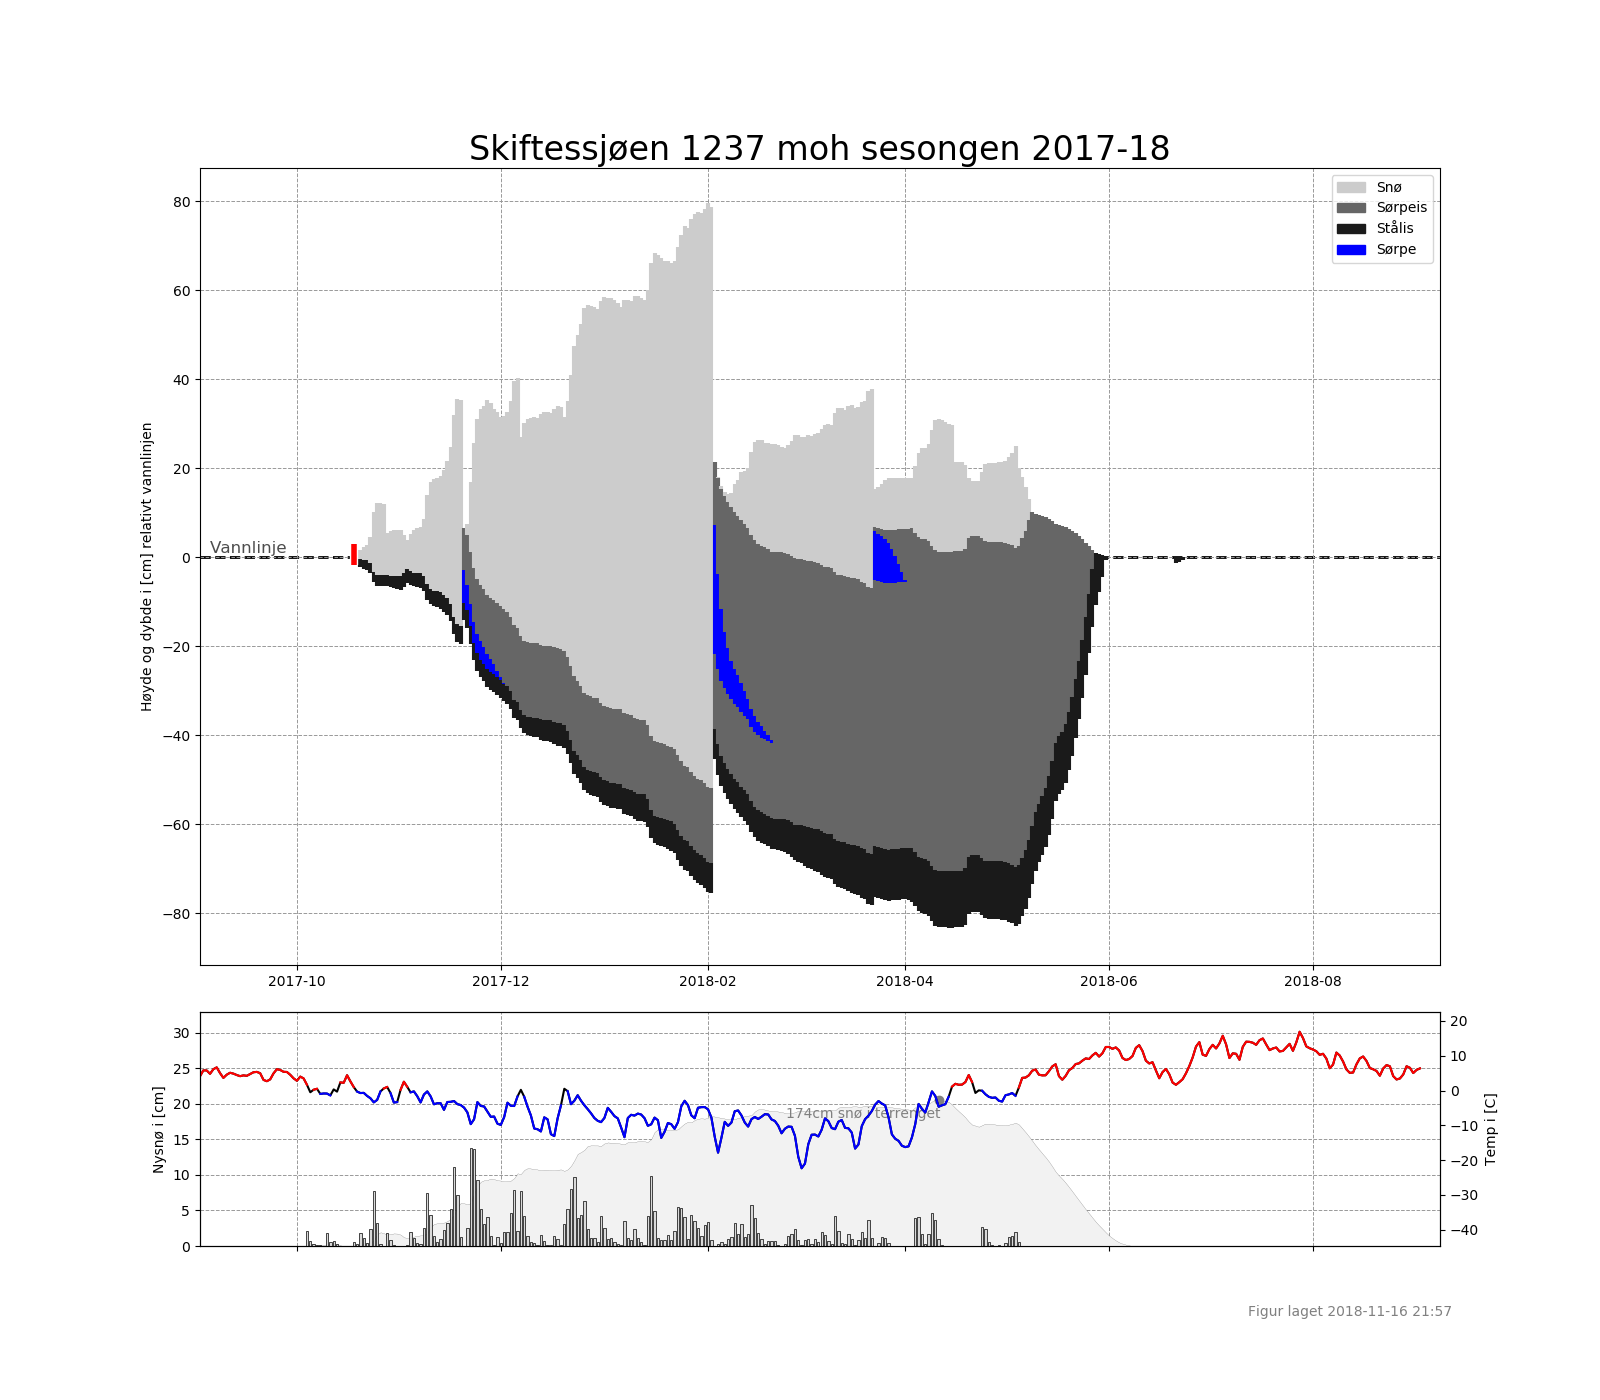 Skiftessjøen 1237 moh sesongen 2017-18
Høyde og dybde i [cm] relativt vannlinjen
80
60
40
20
0
−20
−40
−60
−80
Vannlinje
Snø
Sørpeis
Stålis
Sørpe
2017-10 2017-12 2018-02 2018-04 2018-06 2018-08
Nysnø i [cm]
30
25
20
15
10
5
0
174cm snø i terrenget
20
10
0
−10
−20
−30
−40
Temp i [C]
Figur laget 2018-11-16 21:57